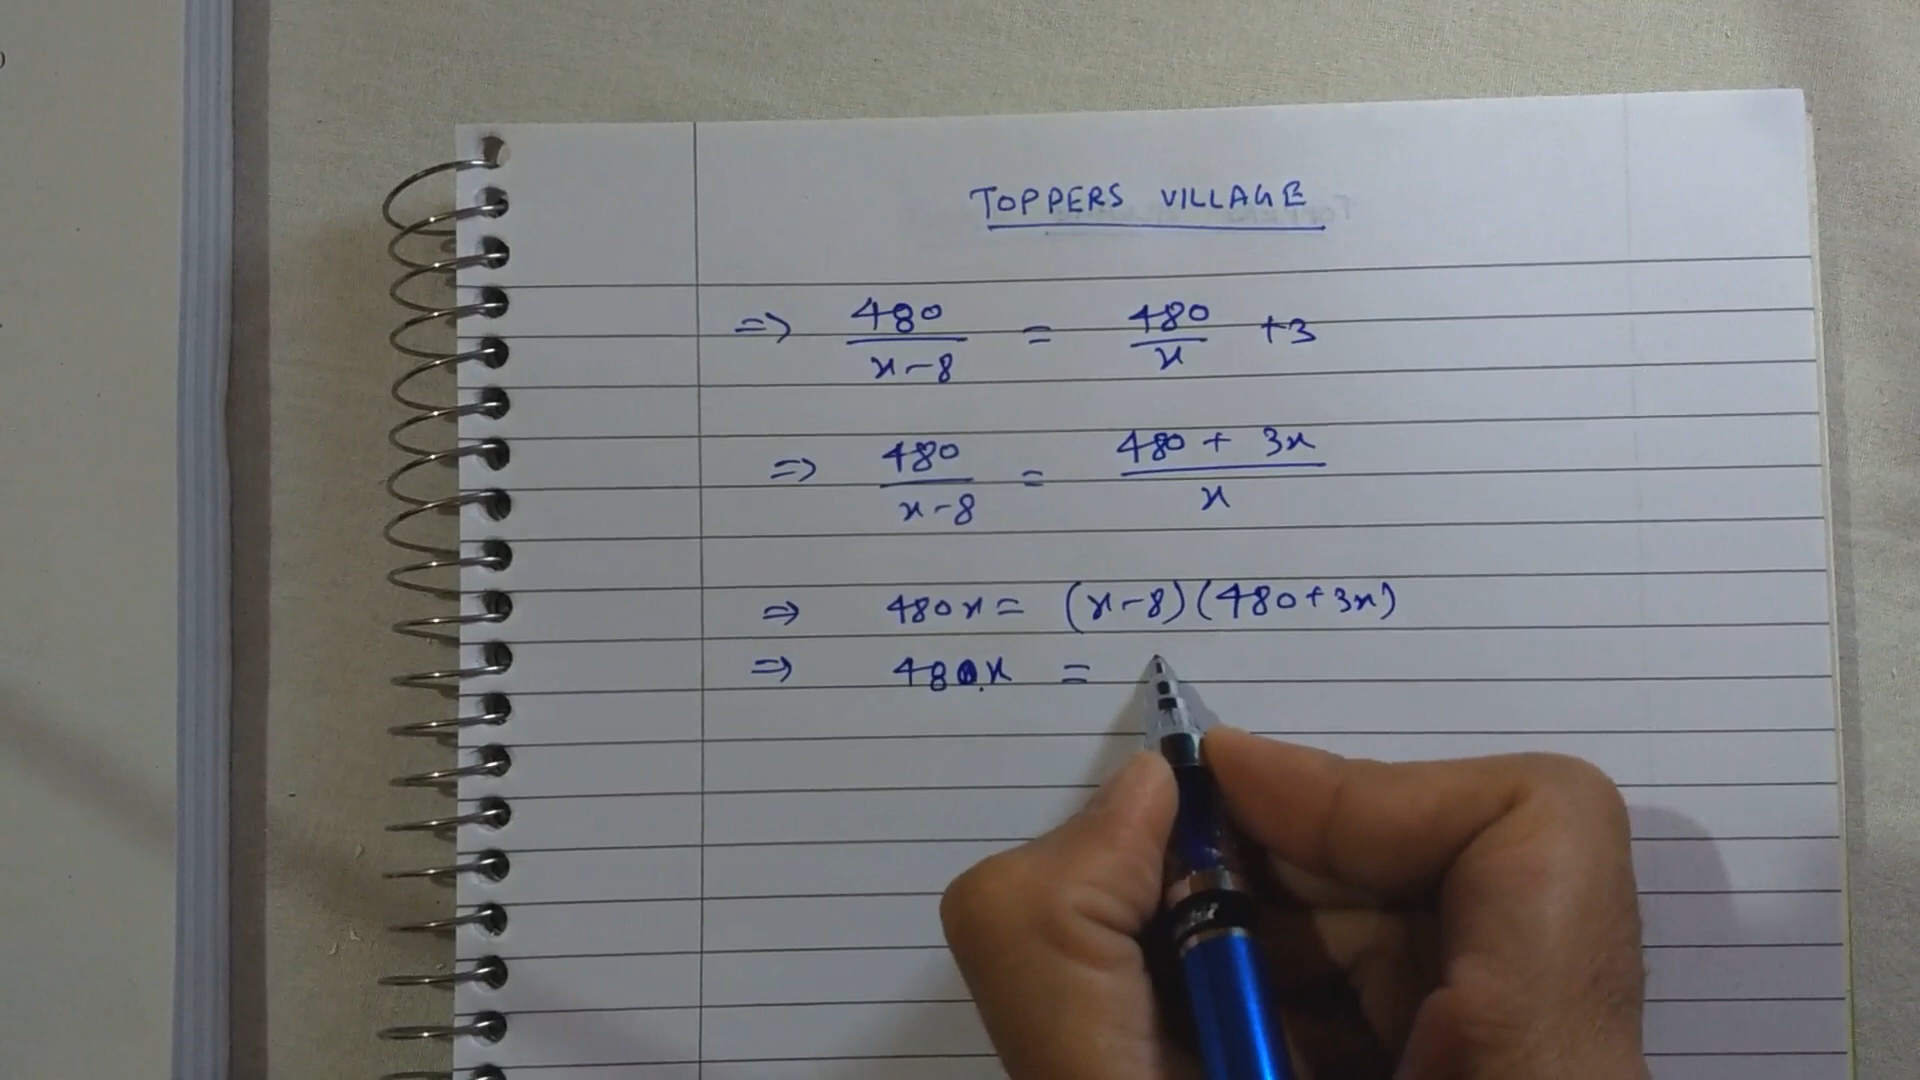 TOPPERS VILLAGE
=> 480/(x-8) = 480/x +3
=> 480/(x-8) = (480 + 3x)/x
=> 480x = (x-8)(480+3x)
=> 480x =